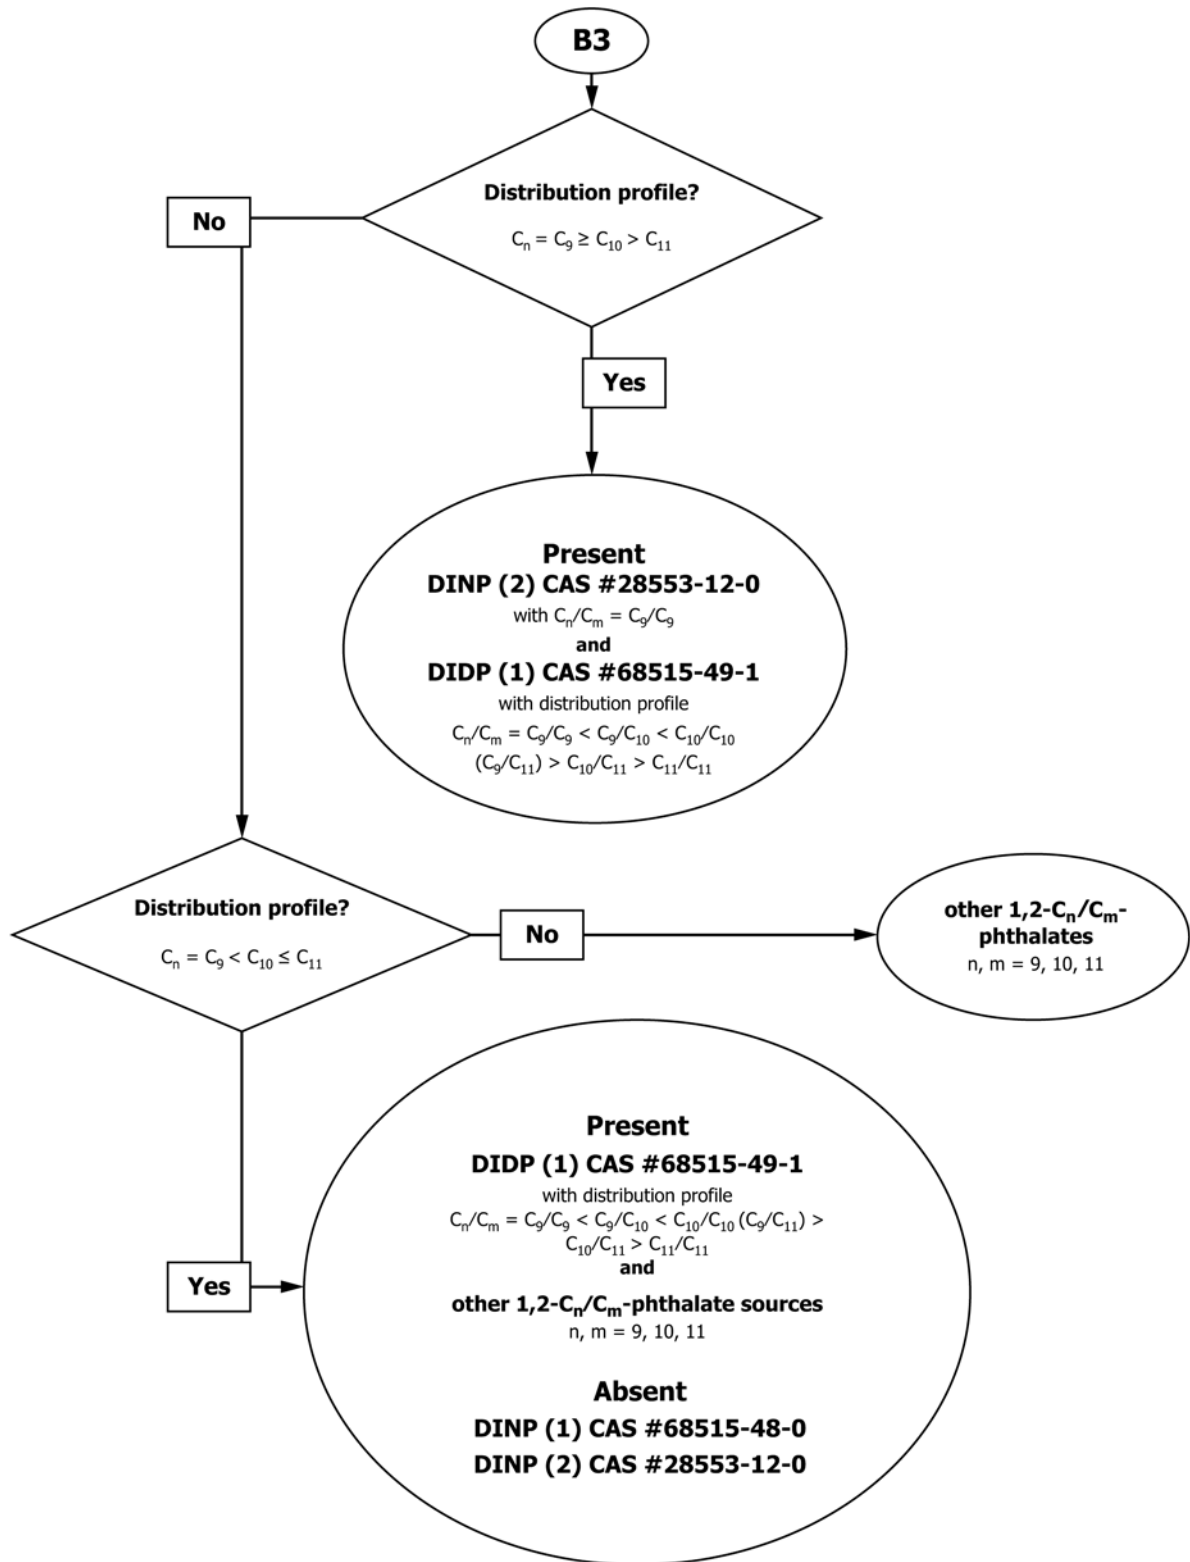 B3
Distribution profile?
Cₙ = C₉ ≥ C₁₀ > C₁₁
No
Yes
Present
DINP (2) CAS #28553-12-0
with Cₙ/Cₘ = C₉/C₉
and
DIDP (1) CAS #68515-49-1
with distribution profile
Cₙ/Cₘ = C₉/C₉ < C₉/C₁₀ < C₁₀/C₁₀
(C₉/C₁₁) > C₁₀/C₁₁ > C₁₁/C₁₁
Distribution profile?
Cₙ = C₉ < C₁₀ ≤ C₁₁
No
other 1,2-Cₙ/Cₘ-
phthalates
n, m = 9, 10, 11
Yes
Present
DIDP (1) CAS #68515-49-1
with distribution profile
Cₙ/Cₘ = C₉/C₉ < C₉/C₁₀ < C₁₀/C₁₀ (C₉/C₁₁) >
C₁₀/C₁₁ > C₁₁/C₁₁
and
other 1,2-Cₙ/Cₘ-phthalate sources
n, m = 9, 10, 11
Absent
DINP (1) CAS #68515-48-0
DINP (2) CAS #28553-12-0